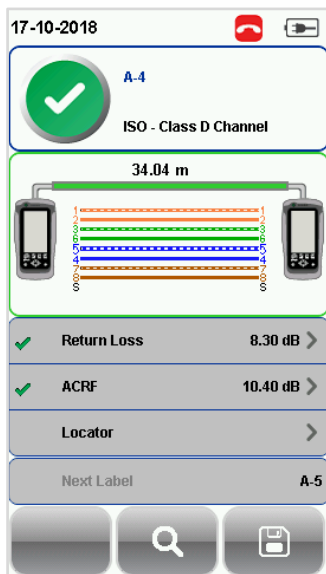 17-10-2018
A-4
ISO - Class D Channel
34.04 m
1 1
2 2
3 3
6 6
5 5
4 4
7 7
8 8
S S
Return Loss 8.30 dB
ACRF 10.40 dB
Locator
Next Label A-5